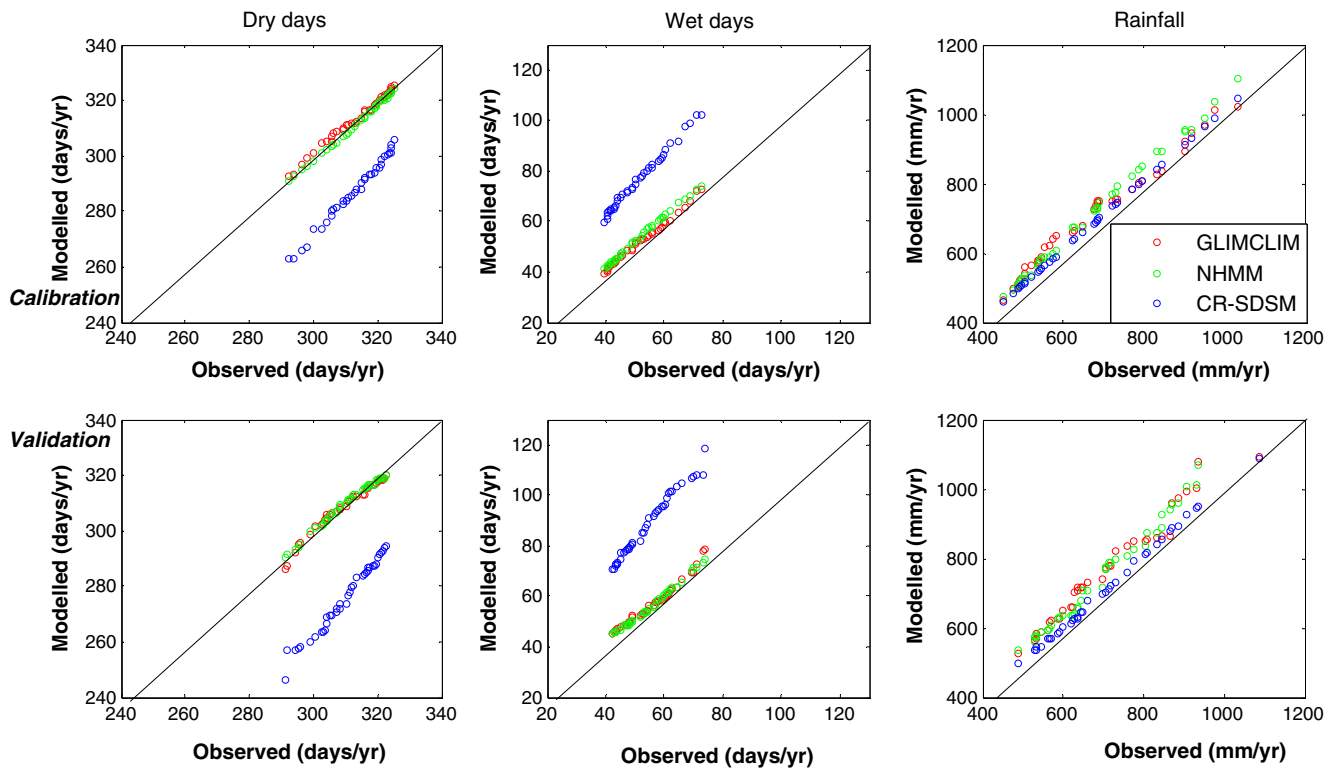 Dry days
Wet days
Rainfall
340
320
300
280
260
240
Modelled (days/yr)
Calibration
240 260 280 300 320 340
Observed (days/yr)
120
100
80
60
40
20
Modelled (days/yr)
20 40 60 80 100 120
Observed (days/yr)
1200
1000
800
600
400
Modelled (mm/yr)
GLIMCLIM
NHMM
CR-SDSM
400 600 800 1000 1200
Observed (mm/yr)
Validation
340
320
300
280
260
240
Modelled (days/yr)
240 260 280 300 320 340
Observed (days/yr)
120
100
80
60
40
20
Modelled (days/yr)
20 40 60 80 100 120
Observed (days/yr)
1200
1000
800
600
400
Modelled (mm/yr)
400 600 800 1000 1200
Observed (mm/yr)